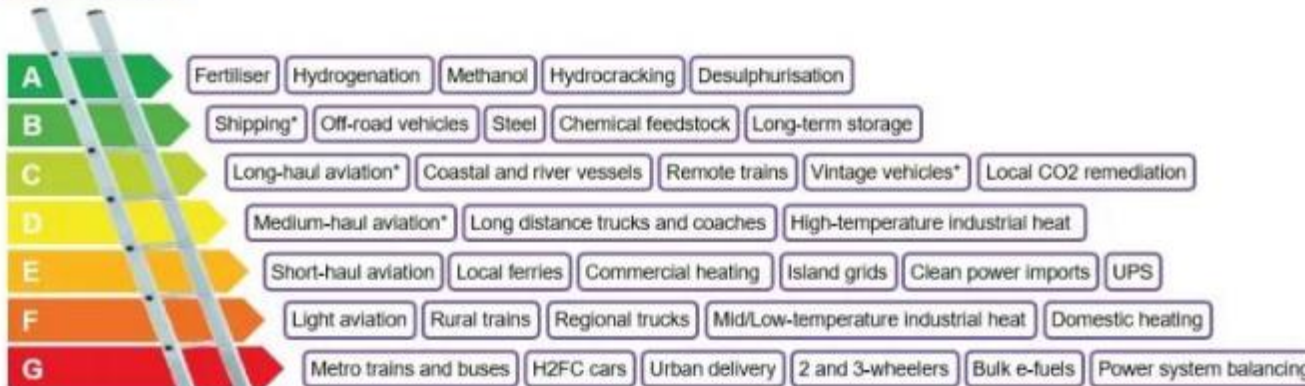 A Fertiliser Hydrogenation Methanol Hydrocracking Desulphurisation
B Shipping* Off-road vehicles Steel Chemical feedstock Long-term storage
C Long-haul aviation* Coastal and river vessels Remote trains Vintage vehicles* Local CO2 remediation
D Medium-haul aviation* Long distance trucks and coaches High-temperature industrial heat
E Short-haul aviation Local ferries Commercial heating Island grids Clean power imports UPS
F Light aviation Rural trains Regional trucks Mid/Low-temperature industrial heat Domestic heating
G Metro trains and buses H2FC cars Urban delivery 2 and 3-wheelers Bulk e-fuels Power system balancing